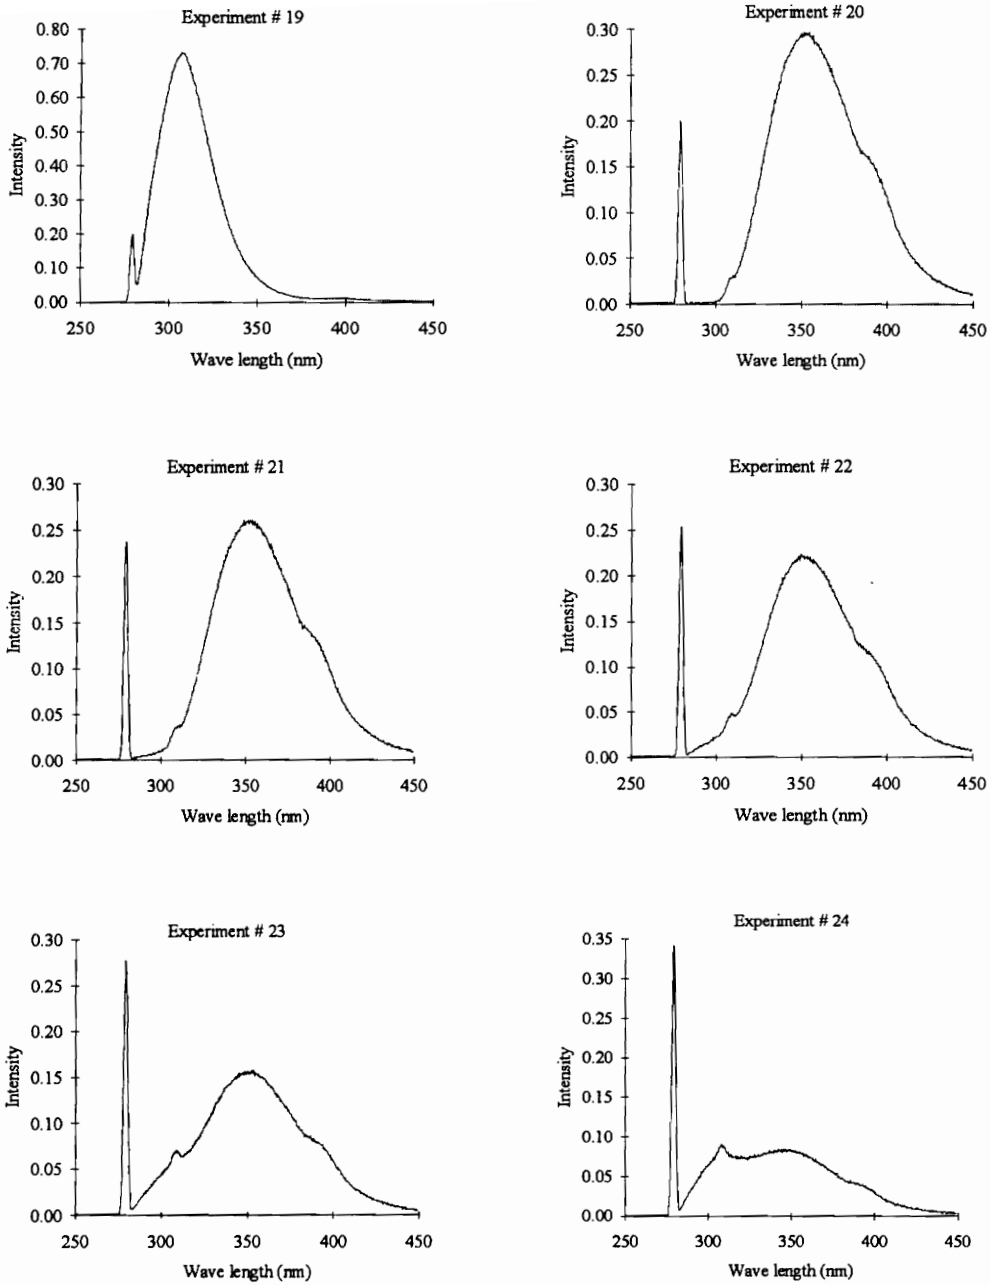 Experiment # 19
0.80
0.70
0.60
0.50
0.40
0.30
0.20
0.10
0.00
Intensity
250 300 350 400 450
Wave length (nm)
Experiment # 20
0.30
0.25
0.20
0.15
0.10
0.05
0.00
Intensity
250 300 350 400 450
Wave length (nm)
Experiment # 21
0.30
0.25
0.20
0.15
0.10
0.05
0.00
Intensity
250 300 350 400 450
Wave length (nm)
Experiment # 22
0.30
0.25
0.20
0.15
0.10
0.05
0.00
Intensity
250 300 350 400 450
Wave length (nm)
Experiment # 23
0.30
0.25
0.20
0.15
0.10
0.05
0.00
Intensity
250 300 350 400 450
Wave length (nm)
Experiment # 24
0.35
0.30
0.25
0.20
0.15
0.10
0.05
0.00
Intensity
250 300 350 400 450
Wave length (nm)